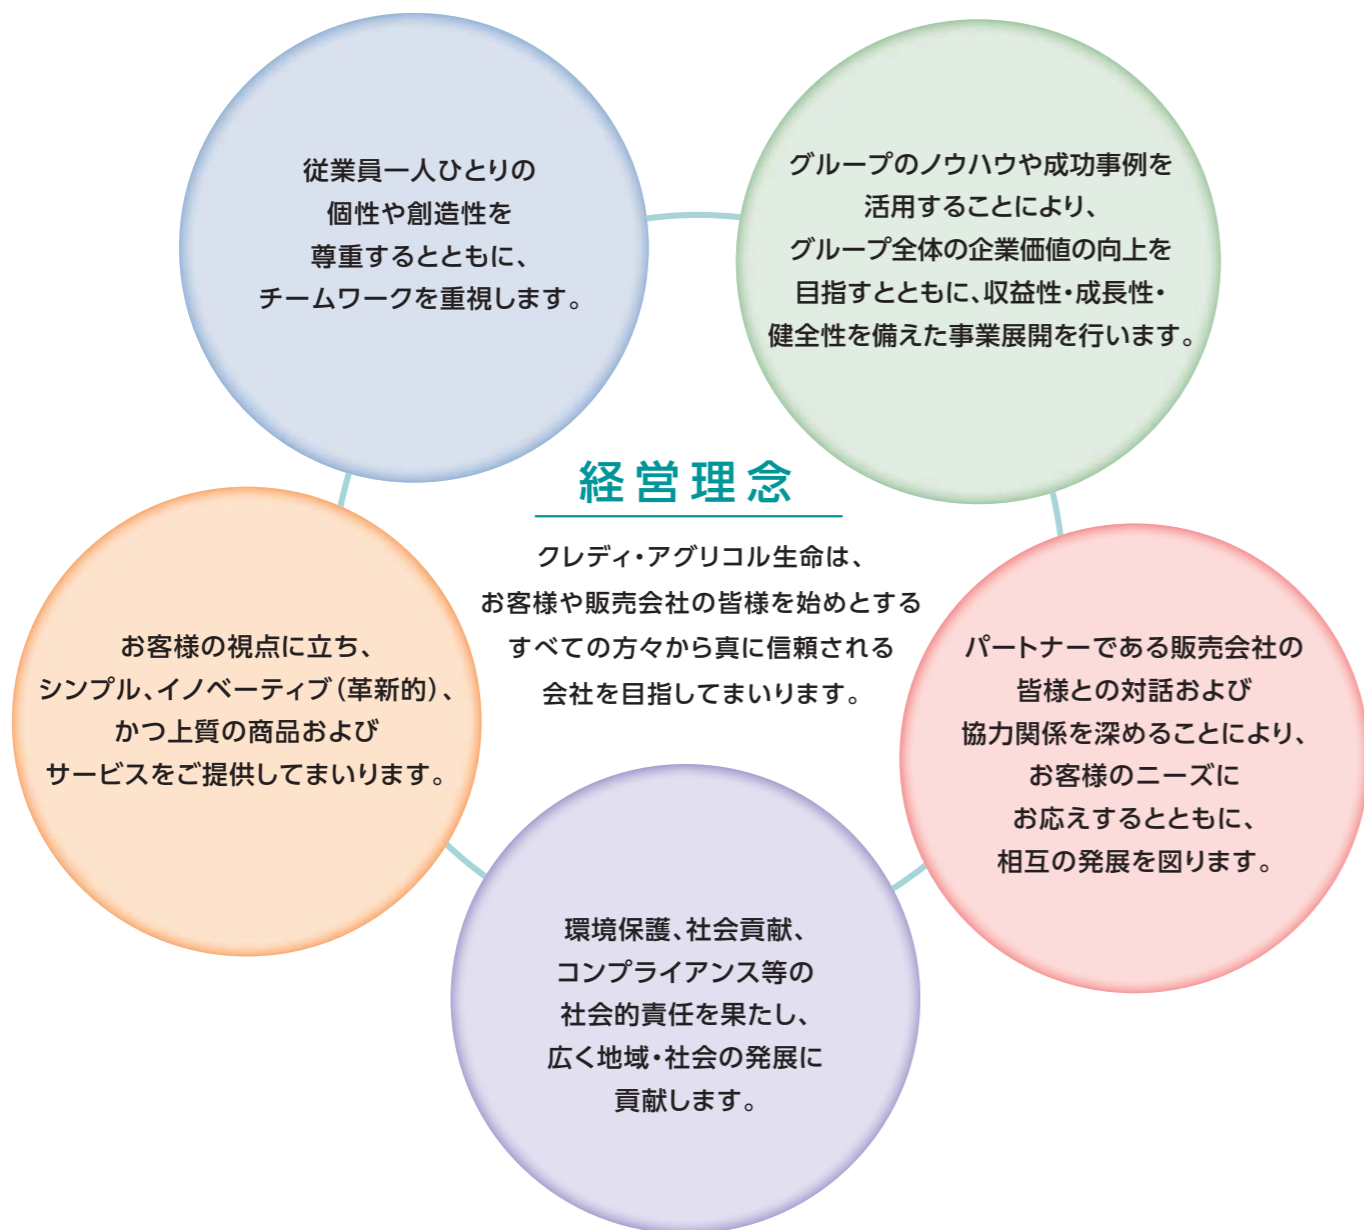 従業員一人ひとりの
個性や創造性を
尊重するとともに、
チームワークを重視します。
グループのノウハウや成功事例を
活用することにより、
グループ全体の企業価値の向上を
目指すとともに、収益性・成長性・
健全性を備えた事業展開を行います。
経営理念
クレディ・アグリコル生命は、
お客様や販売会社の皆様を始めとする
すべての方々から真に信頼される
会社を目指してまいります。
お客様の視点に立ち、
シンプル、イノベーティブ（革新的）、
かつ上質の商品および
サービスをご提供してまいります。
パートナーである販売会社の
皆様との対話および
協力関係を深めることにより、
お客様のニーズに
お応えするとともに、
相互の発展を図ります。
環境保護、社会貢献、
コンプライアンス等の
社会的責任を果たし、
広く地域・社会の発展に
貢献します。